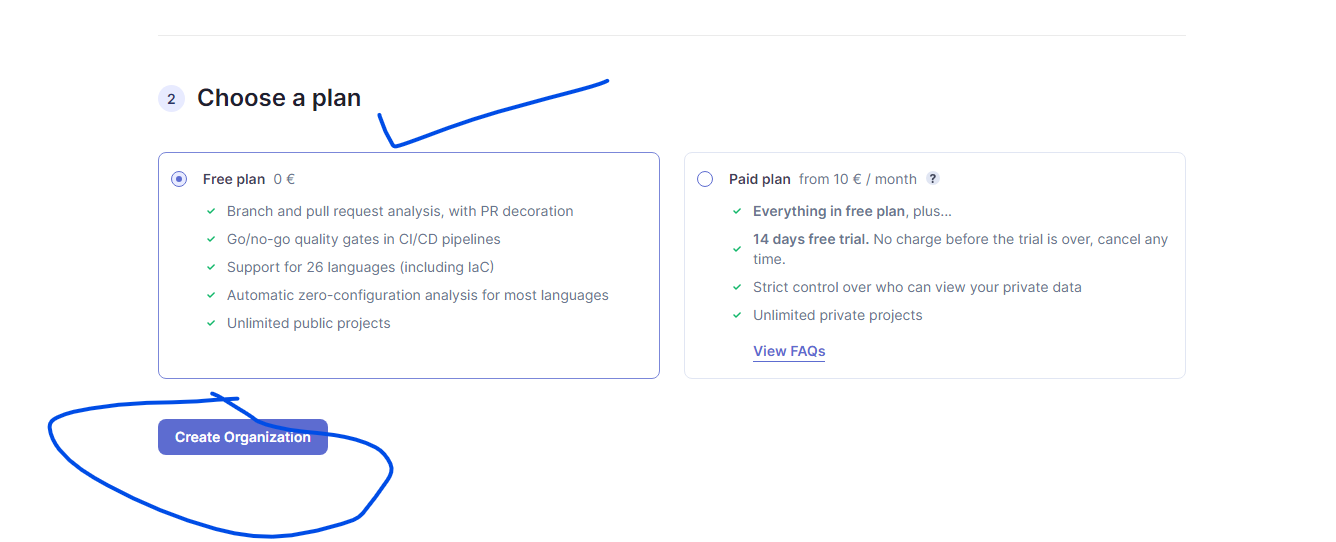 2 Choose a plan
Free plan 0 €
Branch and pull request analysis, with PR decoration
Go/no-go quality gates in CI/CD pipelines
Support for 26 languages (including IaC)
Automatic zero-configuration analysis for most languages
Unlimited public projects
Paid plan from 10 € / month ?
Everything in free plan, plus...
14 days free trial. No charge before the trial is over, cancel any
time.
Strict control over who can view your private data
Unlimited private projects
View FAQs
Create Organization